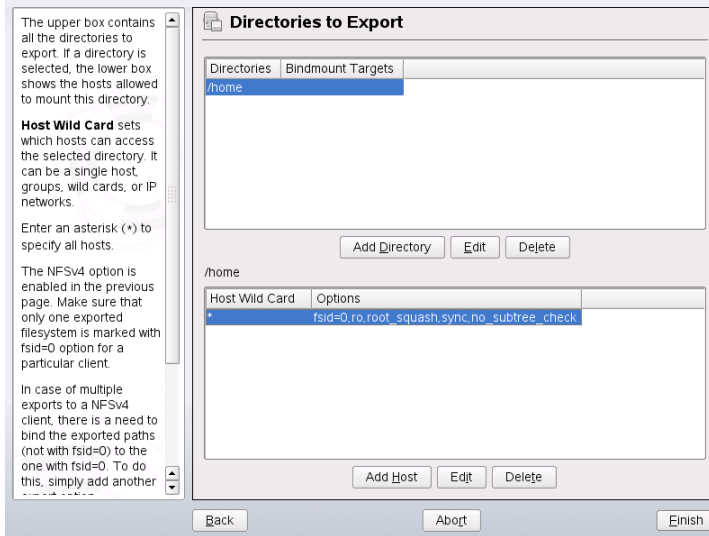 The upper box contains
all the directories to
export. If a directory is
selected, the lower box
shows the hosts allowed
to mount this directory.
Host Wild Card sets
which hosts can access
the selected directory. It
can be a single host,
groups, wild cards, or IP
networks.
Enter an asterisk (*) to
specify all hosts.
The NFSv4 option is
enabled in the previous
page. Make sure that
only one exported
filesystem is marked with
fsid=0 option for a
particular client.
In case of multiple
exports to a NFSv4
client, there is a need to
bind the exported paths
(not with fsid=0) to the
one with fsid=0. To do
this, simply add another
Directories to Export
Directories Bindmount Targets
/home
Add Directory Edit Delete
/home
Host Wild Card Options
* fsid=0,ro,root_squash,sync,no_subtree_check
Add Host Edit Delete
Back Abort Finish